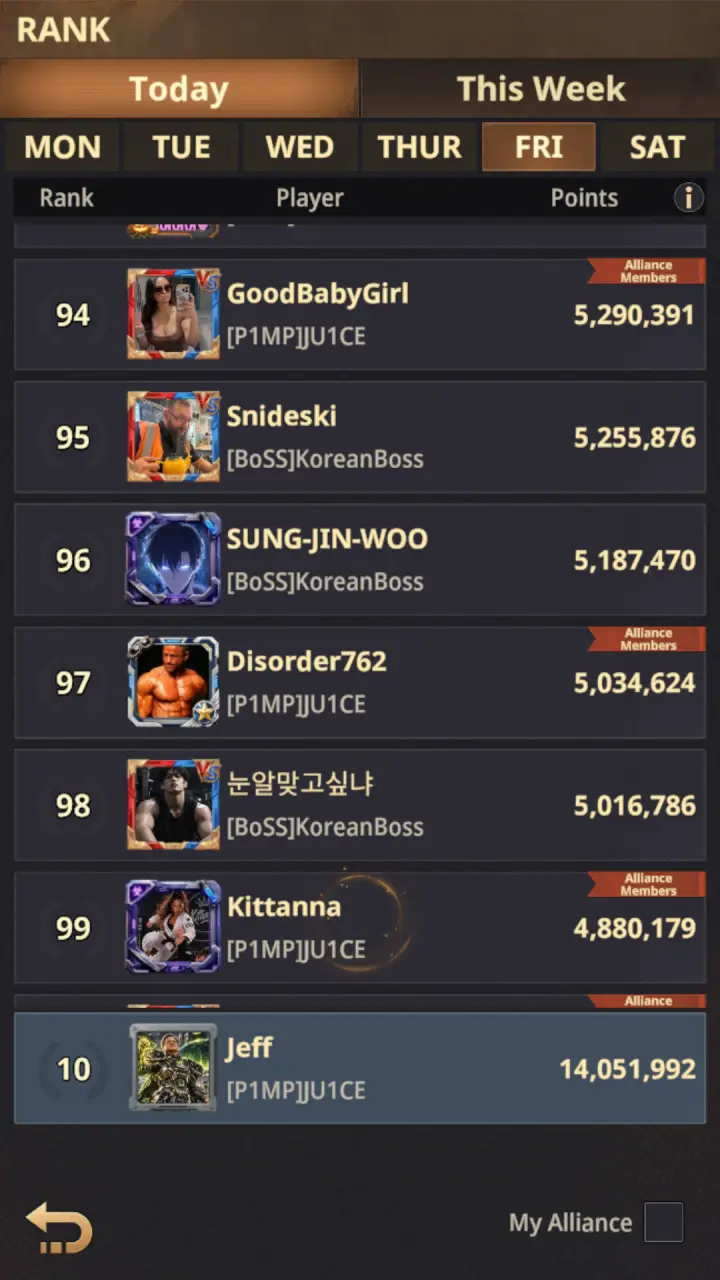 RANK
Today
This Week
MON
TUE
WED
THUR
FRI
SAT
Rank
Player
Points
i
94
GoodBabyGirl
[P1MP]JU1CE
Alliance
Members
5,290,391
95
Snideski
[BoSS]KoreanBoss
5,255,876
96
SUNG-JIN-WOO
[BoSS]KoreanBoss
5,187,470
97
Disorder762
[P1MP]JU1CE
Alliance
Members
5,034,624
98
눈알맞고싶냐
[BoSS]KoreanBoss
5,016,786
99
Kittanna
[P1MP]JU1CE
Alliance
Members
4,880,179
Alliance
10
Jeff
[P1MP]JU1CE
14,051,992
My Alliance